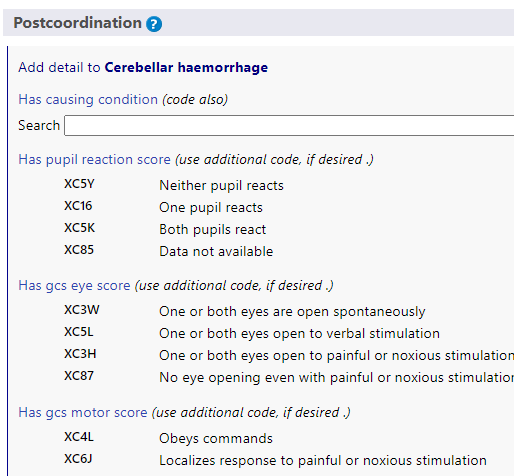 Postcoordination ?
Add detail to Cerebellar haemorrhage
Has causing condition (code also)
Search
Has pupil reaction score (use additional code, if desired .)
XC5Y Neither pupil reacts
XC16 One pupil reacts
XC5K Both pupils react
XC85 Data not available
Has gcs eye score (use additional code, if desired .)
XC3W One or both eyes are open spontaneously
XC5L One or both eyes open to verbal stimulation
XC3H One or both eyes open to painful or noxious stimulation
XC87 No eye opening even with painful or noxious stimulation
Has gcs motor score (use additional code, if desired .)
XC4L Obeys commands
XC6J Localizes response to painful or noxious stimulation